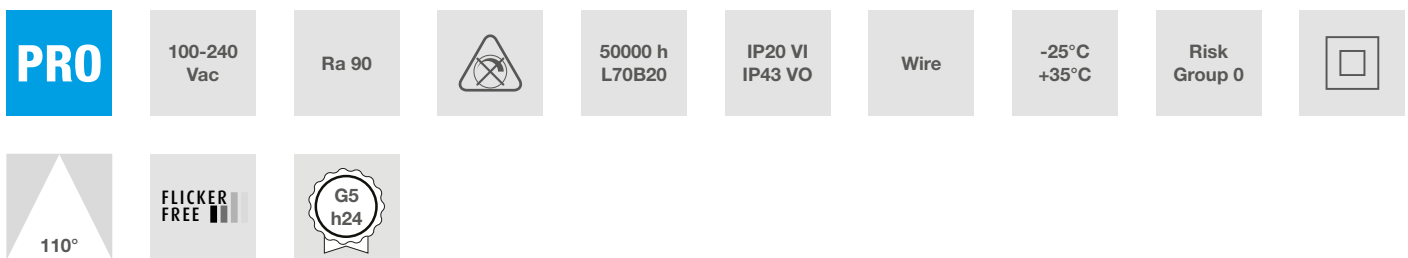 PRO
100-240
Vac
Ra 90
50000 h
L70B20
IP20 VI
IP43 VO
Wire
-25°C
+35°C
Risk
Group 0
110°
FLICKER
FREE
G5
h24